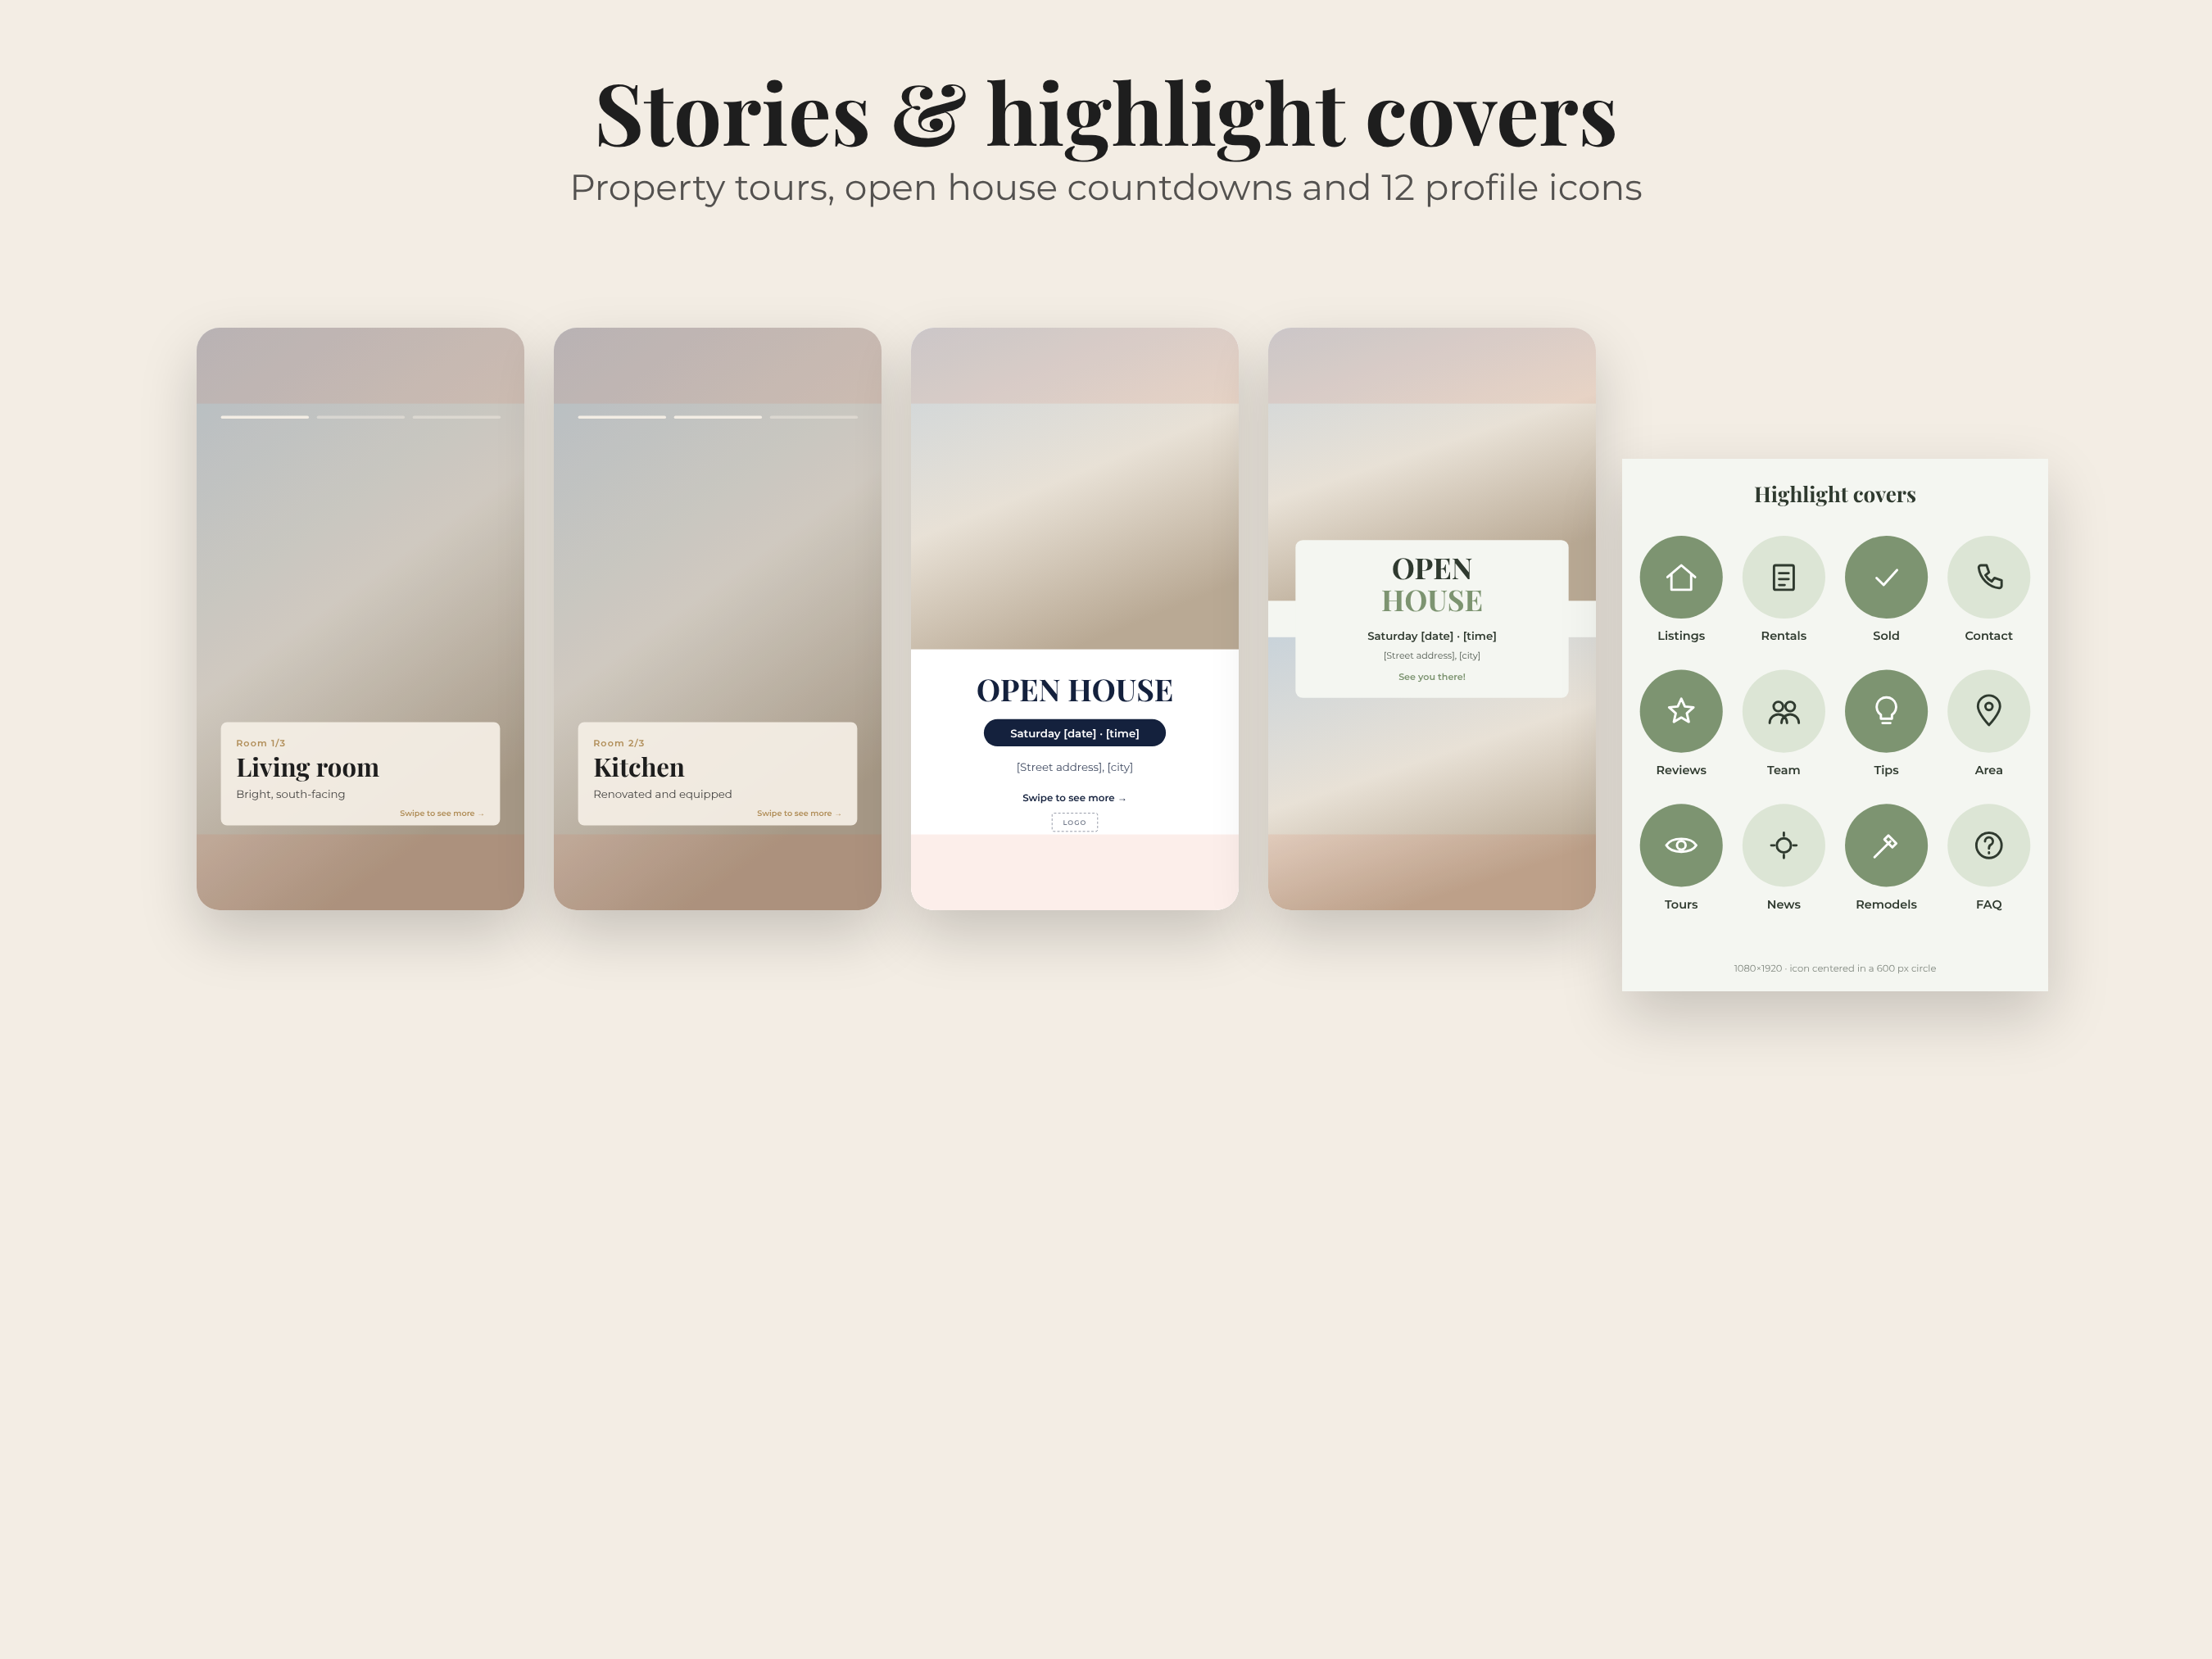 Stories & highlight covers
Property tours, open house countdowns and 12 profile icons
Room 1/3
Living room
Bright, south-facing
Swipe to see more →
Room 2/3
Kitchen
Renovated and equipped
Swipe to see more →
OPEN HOUSE
Saturday [date] · [time]
[Street address], [city]
Swipe to see more →
LOGO
OPEN
HOUSE
Saturday [date] · [time]
[Street address], [city]
See you there!
Highlight covers
Listings
Rentals
Sold
Contact
Reviews
Team
Tips
Area
Tours
News
Remodels
FAQ
1080×1920 · icon centered in a 600 px circle